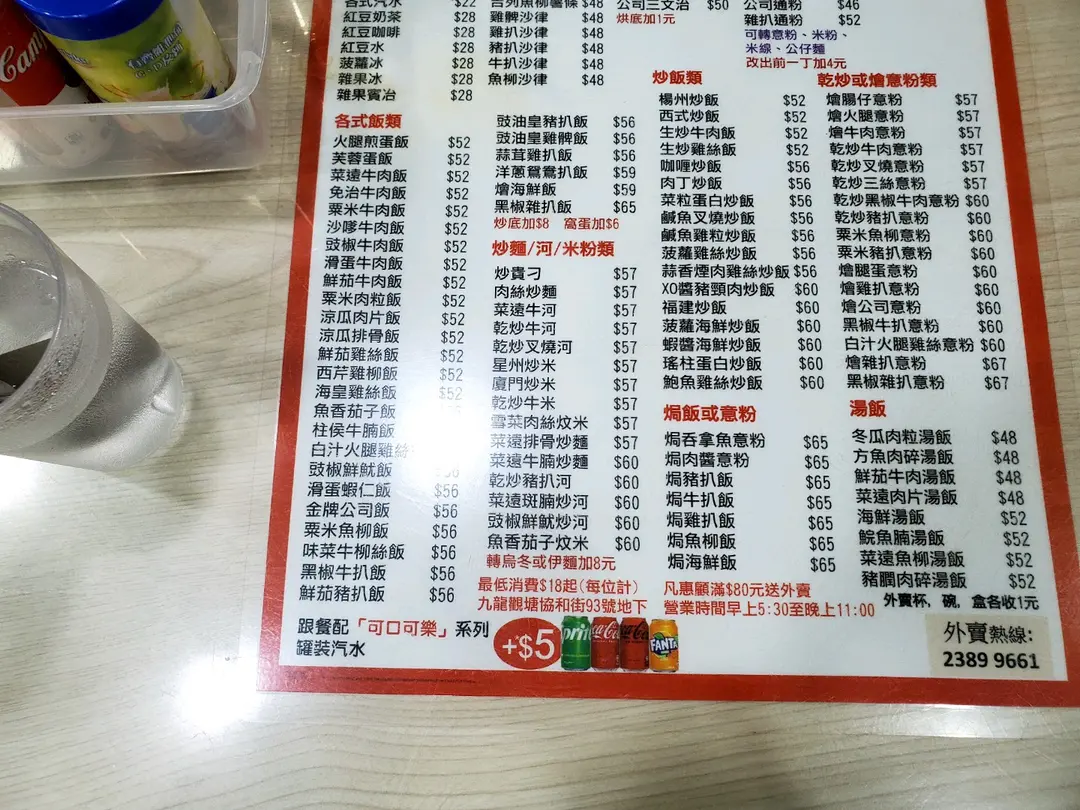 各式汽水 $22
紅豆奶茶 $28
紅豆咖啡 $28
紅豆水 $28
菠蘿冰 $28
雜果冰 $28
雜果賓冶 $28
吉列魚柳薯條 $48
雞髀沙律 $48
雞扒沙律 $48
豬扒沙律 $48
牛扒沙律 $48
魚柳沙律 $48
公司三文治 $50
烘底加1元
公司通粉 $46
雜扒通粉 $52
可轉意粉、米粉、
米線、公仔麵
改出前一丁加4元
各式飯類
火腿煎蛋飯 $52
芙蓉蛋飯 $52
菜遠牛肉飯 $52
免治牛肉飯 $52
粟米牛肉飯 $52
沙嗲牛肉飯 $52
豉椒牛肉飯 $52
滑蛋牛肉飯 $52
鮮茄牛肉飯 $52
粟米肉粒飯 $52
涼瓜肉片飯 $52
涼瓜排骨飯 $52
鮮茄雞絲飯 $52
西芹雞柳飯 $52
海皇雞絲飯 $52
魚香茄子飯
柱侯牛腩飯
白汁火腿雞絲
豉椒鮮魷飯
滑蛋蝦仁飯 $56
金牌公司飯 $56
粟米魚柳飯 $56
味菜牛柳絲飯 $56
黑椒牛扒飯 $56
鮮茄豬扒飯 $56
豉油皇豬扒飯 $56
豉油皇雞髀飯 $56
蒜茸雞扒飯 $56
洋蔥鴛鴦扒飯 $59
燴海鮮飯 $59
黑椒雜扒飯 $65
炒底加$8 窩蛋加$6
炒麵/河/米粉類
炒貴刁 $57
肉絲炒麵 $57
菜遠牛河 $57
乾炒牛河 $57
乾炒叉燒河 $57
星州炒米 $57
廈門炒米 $57
乾炒牛米 $57
雪菜肉絲炆米 $57
菜遠排骨炒麵 $57
菜遠牛腩炒麵 $60
乾炒豬扒河 $60
菜遠斑腩炒河 $60
豉椒鮮魷炒河 $60
魚香茄子炆米 $60
轉烏冬或伊麵加8元
炒飯類
楊州炒飯 $52
西式炒飯 $52
生炒牛肉飯 $52
生炒雞絲飯 $52
咖喱炒飯 $56
肉丁炒飯 $56
菜粒蛋白炒飯 $56
鹹魚叉燒炒飯 $56
鹹魚雞粒炒飯 $56
菠蘿雞絲炒飯 $56
蒜香煙肉雞絲炒飯 $56
XO醬豬頸肉炒飯 $60
福建炒飯 $60
菠蘿海鮮炒飯 $60
蝦醬海鮮炒飯 $60
瑤柱蛋白炒飯 $60
鮑魚雞絲炒飯 $60
焗飯或意粉
焗吞拿魚意粉 $65
焗肉醬意粉 $65
焗豬扒飯 $65
焗牛扒飯 $65
焗雞扒飯 $65
焗魚柳飯 $65
焗海鮮飯 $65
乾炒或燴意粉類
燴腸仔意粉 $57
燴火腿意粉 $57
燴牛肉意粉 $57
乾炒牛肉意粉 $57
乾炒叉燒意粉 $57
乾炒三絲意粉 $57
乾炒黑椒牛肉意粉 $60
乾炒豬扒意粉 $60
粟米魚柳意粉 $60
粟米豬扒意粉 $60
燴腿蛋意粉 $60
燴雞扒意粉 $60
燴公司意粉 $60
黑椒牛扒意粉 $60
白汁火腿雞絲意粉 $60
燴雜扒意粉 $67
黑椒雜扒意粉 $67
湯飯
冬瓜肉粒湯飯 $48
方魚肉碎湯飯 $48
鮮茄牛肉湯飯 $48
菜遠肉片湯飯 $48
海鮮湯飯 $52
鯇魚腩湯飯 $52
菜遠魚柳湯飯 $52
豬膶肉碎湯飯 $52
外賣杯，碗，盒各收1元
最低消費$18起(每位計)
九龍觀塘協和街93號地下
凡惠顧滿$80元送外賣
營業時間早上5:30至晚上11:00
跟餐配「可口可樂」系列
罐裝汽水
+$5
外賣熱線:
2389 9661
FANTA